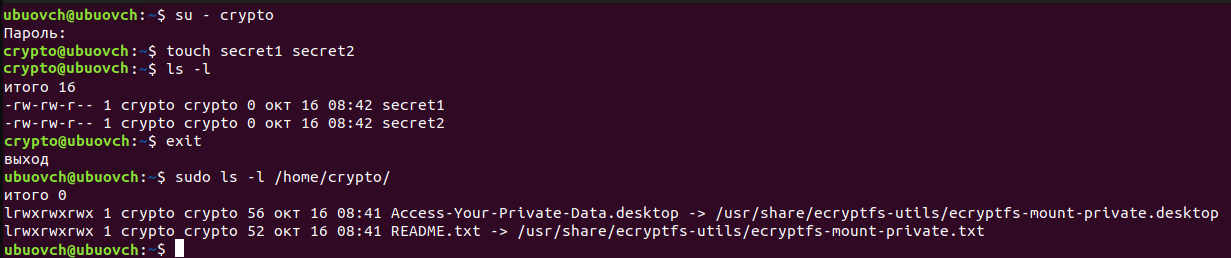 ubuovch@ubuovch:~$ su - crypto
Пароль:
crypto@ubuovch:~$ touch secret1 secret2
crypto@ubuovch:~$ ls -l
итого 16
-rw-rw-r-- 1 crypto crypto 0 окт 16 08:42 secret1
-rw-rw-r-- 1 crypto crypto 0 окт 16 08:42 secret2
crypto@ubuovch:~$ exit
выход
ubuovch@ubuovch:~$ sudo ls -l /home/crypto/
итого 0
lrwxrwxrwx 1 crypto crypto 56 окт 16 08:41 Access-Your-Private-Data.desktop -> /usr/share/ecryptfs-utils/ecryptfs-mount-private.desktop
lrwxrwxrwx 1 crypto crypto 52 окт 16 08:41 README.txt -> /usr/share/ecryptfs-utils/ecryptfs-mount-private.txt
ubuovch@ubuovch:~$